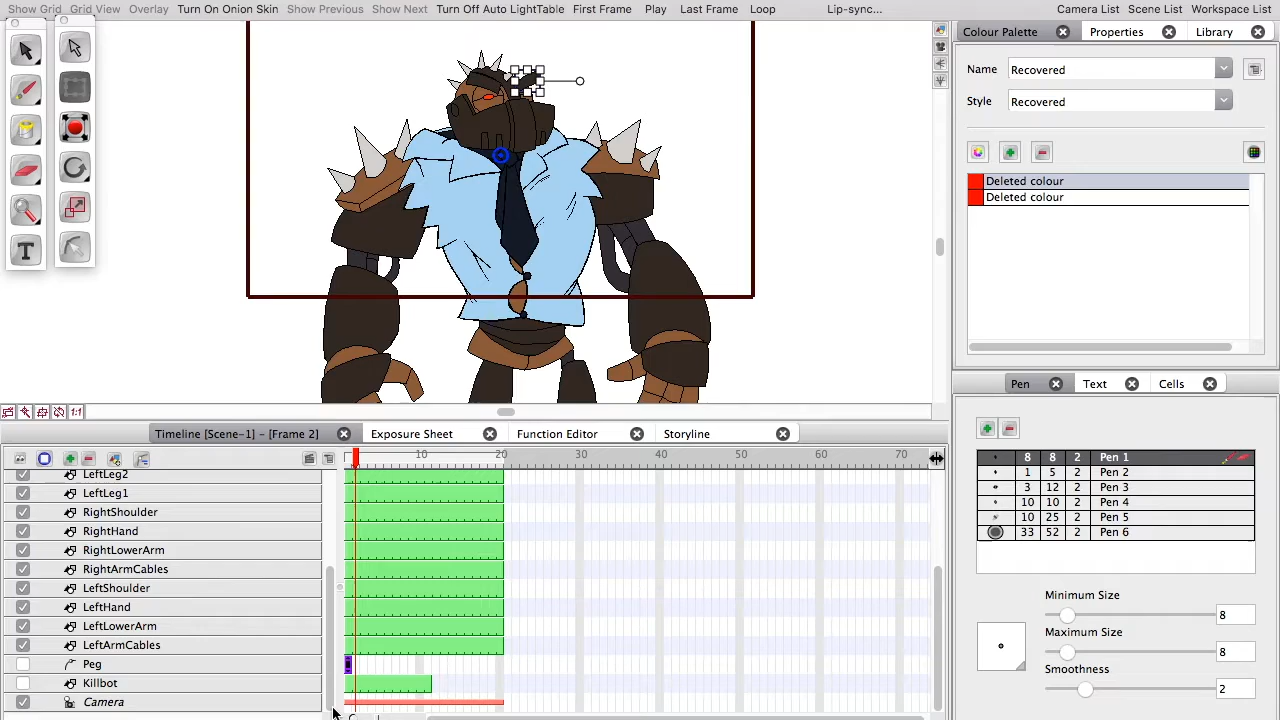 Show Grid Grid View Overlay Turn On Onion Skin Show Previous Show Next Turn Off Auto LightTable First Frame Play Last Frame Loop Lip-sync... Camera List Scene List Workspace List
Colour Palette Properties Library
Name Recovered
Style Recovered
Deleted colour
Deleted colour
T
1:1
Pen Text Cells
Timeline [Scene-1] - [Frame 2] Exposure Sheet Function Editor Storyline
10 20 30 40 50 60 70
LeftLeg2
LeftLeg1
RightShoulder
RightHand
RightLowerArm
RightArmCables
LeftShoulder
LeftHand
LeftLowerArm
LeftArmCables
Peg
Killbot
Camera
8 8 2 Pen 1
1 5 2 Pen 2
3 12 2 Pen 3
10 10 2 Pen 4
10 25 2 Pen 5
33 52 2 Pen 6
Minimum Size
8
Maximum Size
8
Smoothness
2